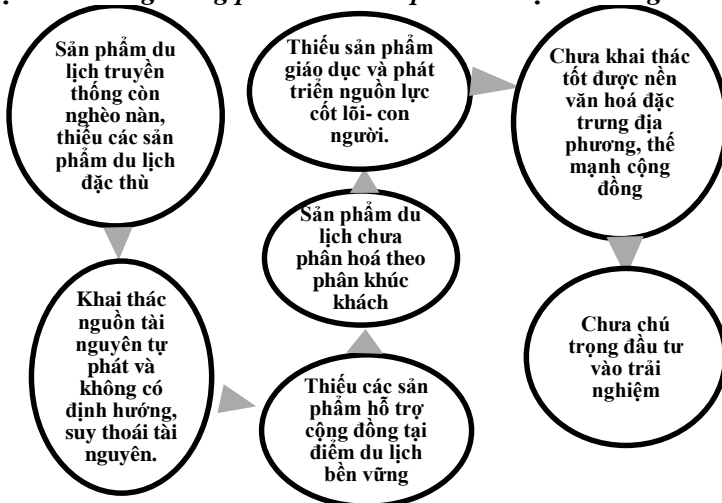 Sản phẩm du
lịch truyền
thống còn
nghèo nàn,
thiếu các sản
phẩm du lịch
đặc thù
Khai thác
nguồn tài
nguyên tự
phát và
không có
định hướng,
suy thoái tài
nguyên.
Thiếu các sản
phẩm hỗ trợ
cộng đồng tại
điểm du lịch
bền vững
Sản phẩm du
lịch chưa
phân hoá theo
phân khúc
khách
Thiếu sản phẩm
giáo dục và phát
triển nguồn lực
cốt lõi- con
người.
Chưa khai thác
tốt được nền
văn hoá đặc
trưng địa
phương, thế
mạnh cộng
đồng
Chưa chú
trọng đầu tư
vào trải
nghiệm